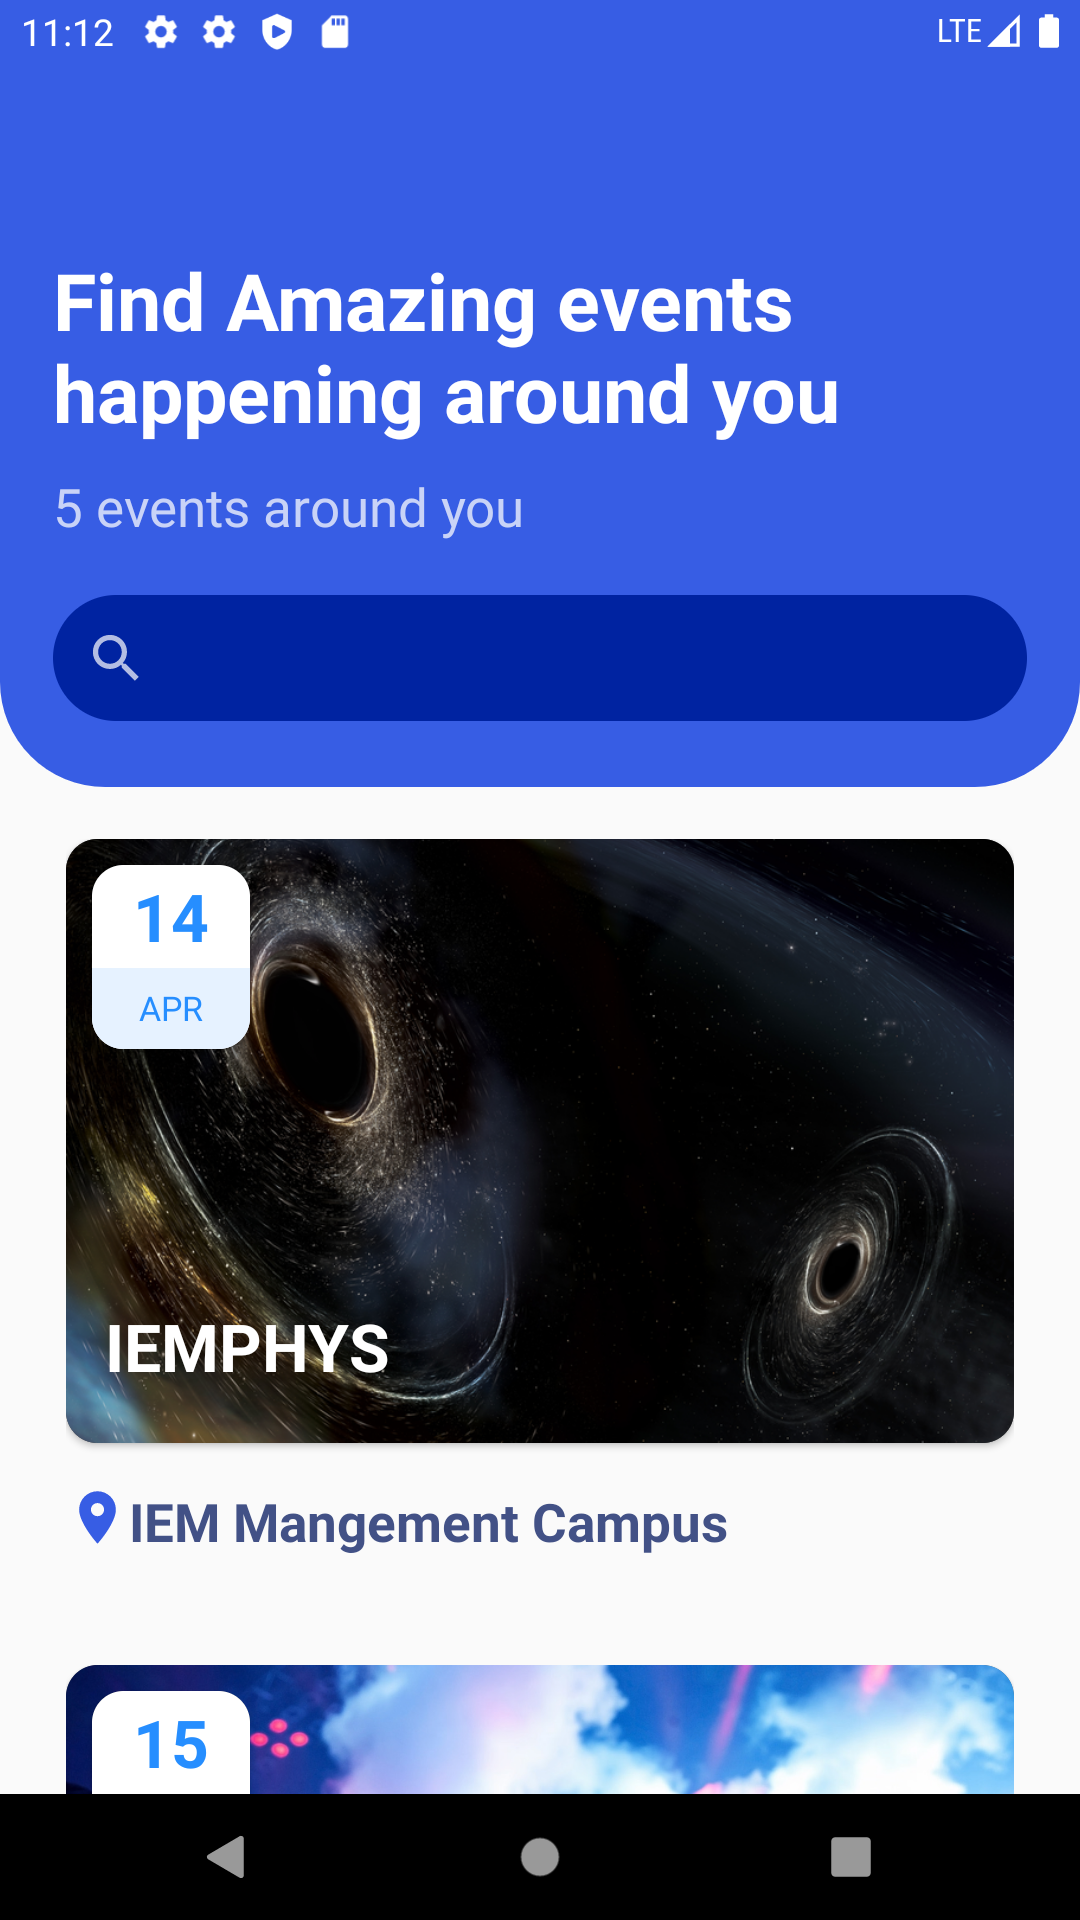 11:12
LTE
Find Amazing events
happening around you
5 events around you
14
APR
IEMPHYS
IEM Mangement Campus
15